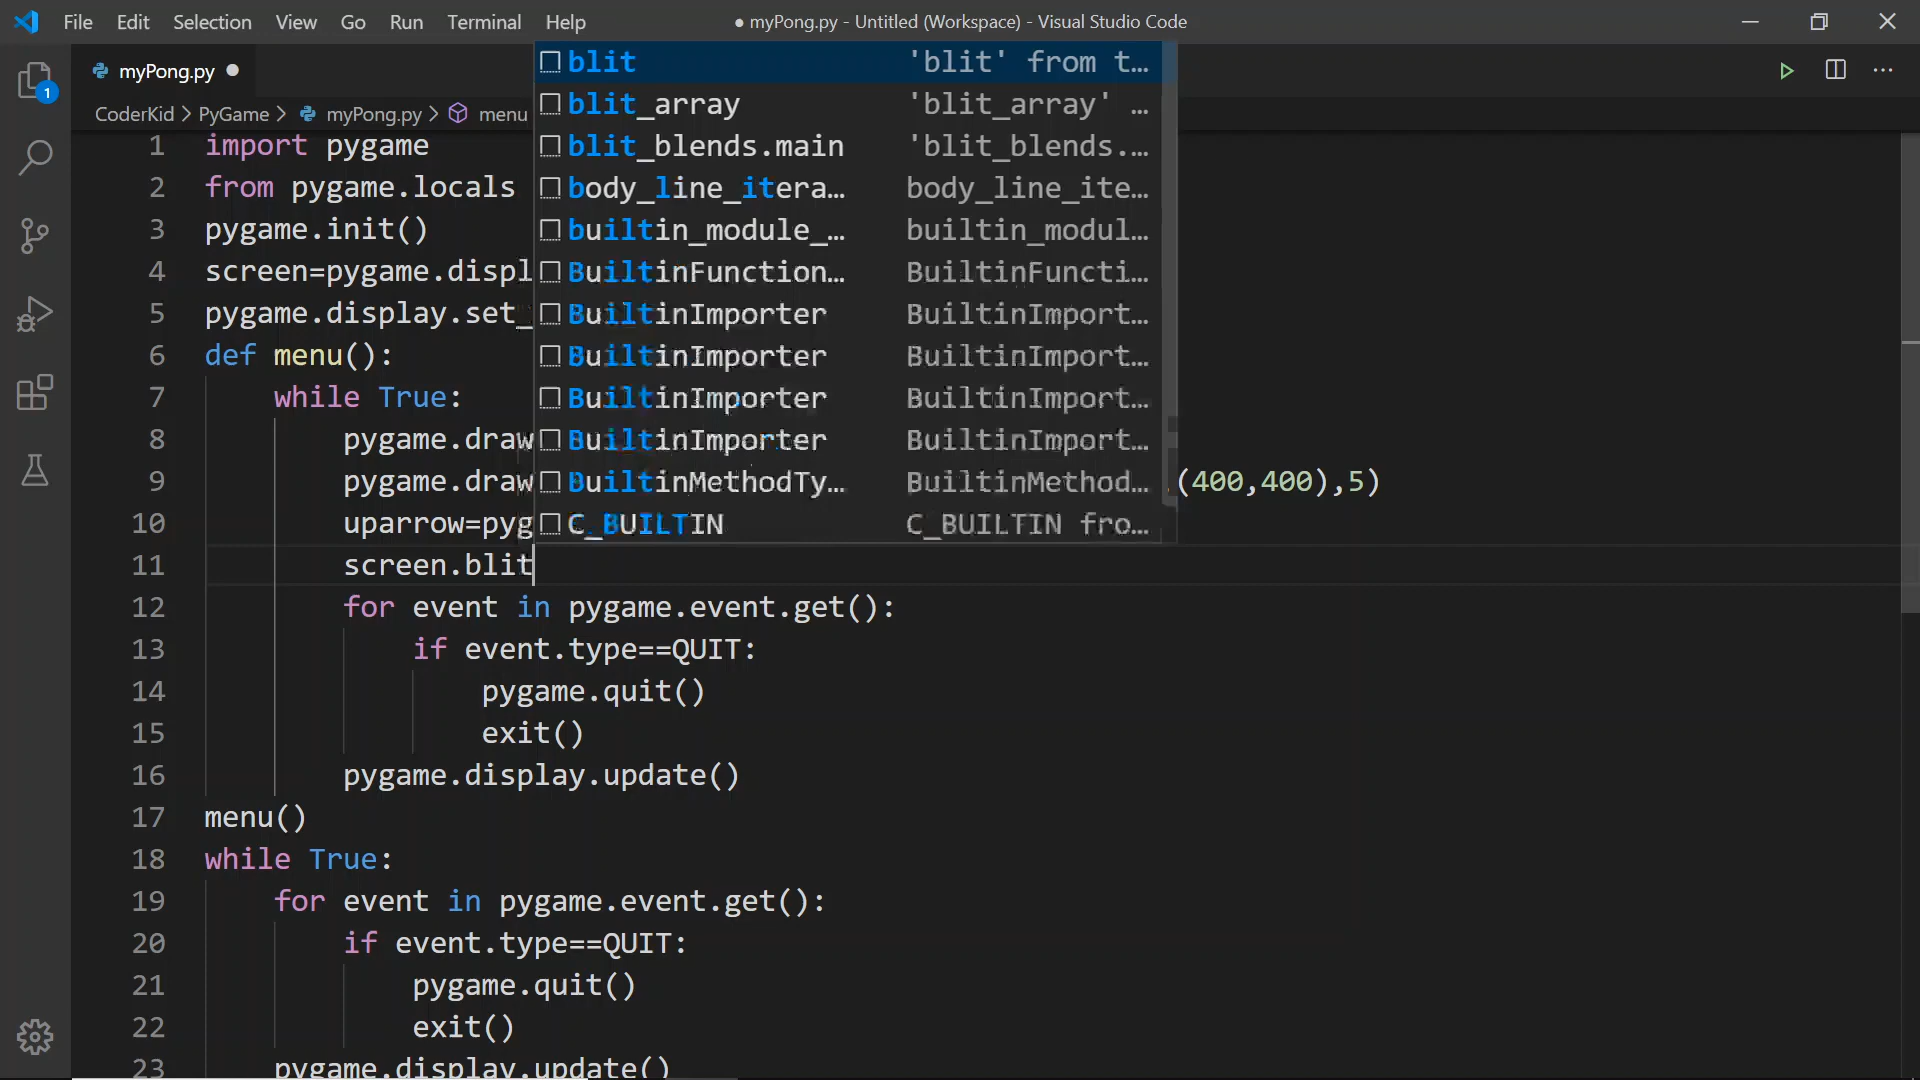 File Edit Selection View Go Run Terminal Help
● myPong.py - Untitled (Workspace) - Visual Studio Code
1
myPong.py ●
CoderKid > PyGame > myPong.py > menu
blit 'blit' from t…
blit_array 'blit_array' …
blit_blends.main 'blit_blends.…
body_line_itera… body_line_ite…
builtin_module_… builtin_modul…
BuiltinFunction… BuiltinFuncti…
BuiltinImporter BuiltinImport…
BuiltinImporter BuiltinImport…
BuiltinImporter BuiltinImport…
BuiltinImporter BuiltinImport…
BuiltinMethodTy… BuiltinMethod…
C_BUILTIN C_BUILTIN fro…
1 import pygame
2 from pygame.locals
3 pygame.init()
4 screen=pygame.displ
5 pygame.display.set_
6 def menu():
7 while True:
8 pygame.draw
9 pygame.draw ,(400,400),5)
10 uparrow=pyg
11 screen.blit
12 for event in pygame.event.get():
13 if event.type==QUIT:
14 pygame.quit()
15 exit()
16 pygame.display.update()
17 menu()
18 while True:
19 for event in pygame.event.get():
20 if event.type==QUIT:
21 pygame.quit()
22 exit()
23 pygame.display.update()